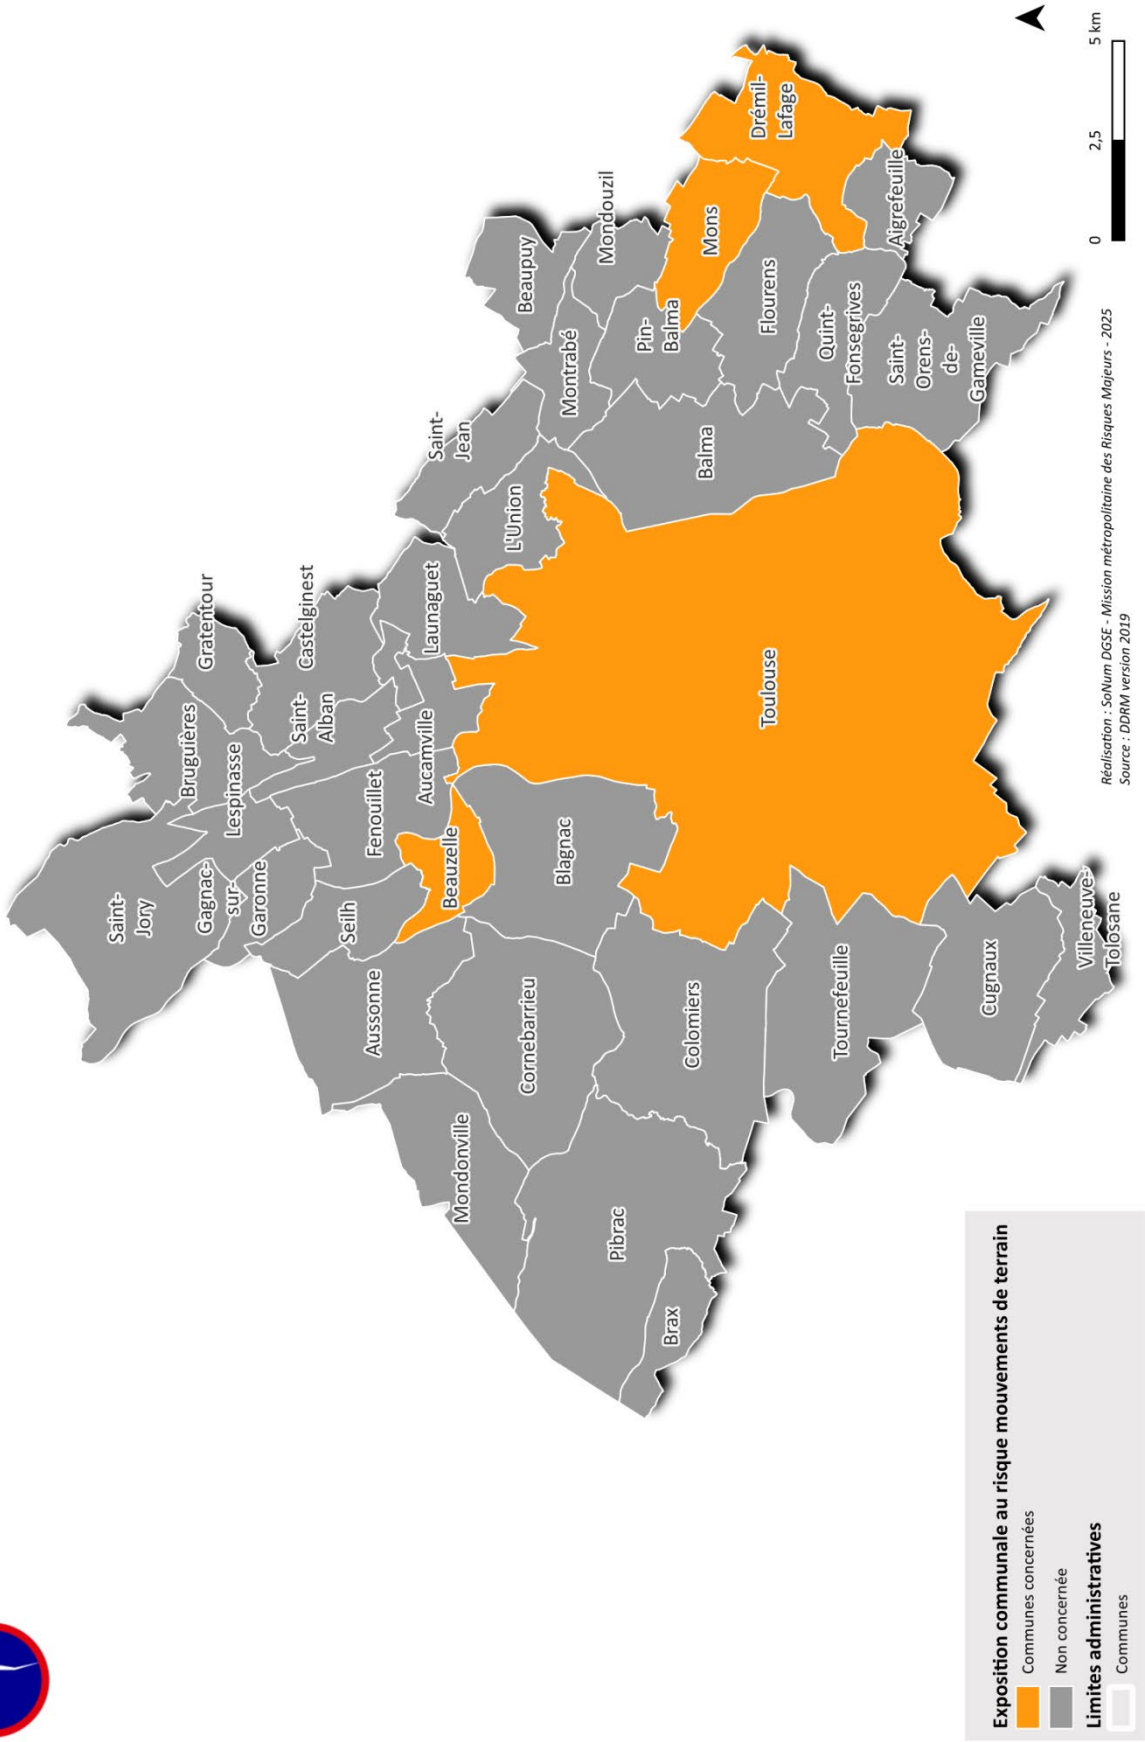 Saint-
Jory
Bruguières
Gratentour
Lespinasse
Gagnac-
sur-
Garonne
Saint-
Alban
Castelginest
Seilh
Fenouillet
Aussonne
Aucamville
Launaguet
Saint-
Jean
Beauzelle
L'Union
Mondonville
Cornebarrieu
Blagnac
Beaupuy
Montrabé
Mondouzil
Pin-
Balma
Mons
Drémil-
Lafage
Pibrac
Brax
Colomiers
Toulouse
Balma
Flourens
Quint-
Fonsegrives
Aigrefeuille
Tournefeuille
Saint-
Orens-
de-
Gameville
Cugnaux
Villeneuve-
Tolosane
Exposition communale au risque mouvements de terrain
Communes concernées
Non concernée
Limites administratives
Communes
Réalisation : SoNum DGSE - Mission métropolitaine des Risques Majeurs - 2025
Source : DDRM version 2019
0 2,5 5 km